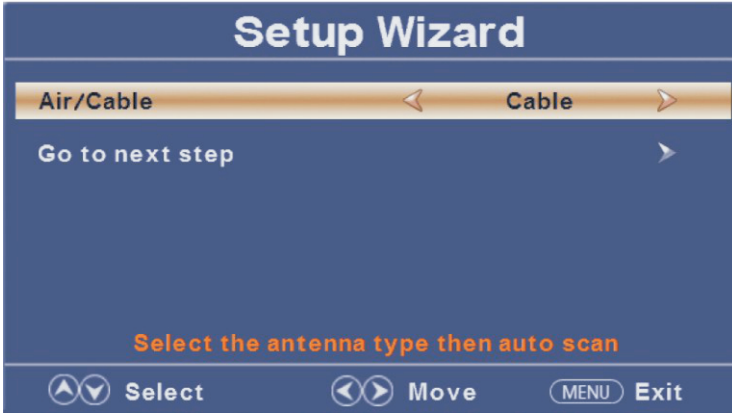 Setup Wizard
Air/Cable Cable
Go to next step
Select the antenna type then auto scan
Select Move MENU Exit